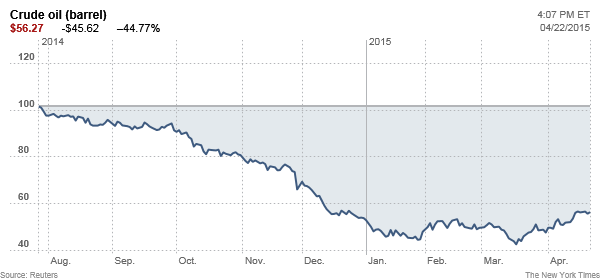 Crude oil (barrel)
$56.27 -$45.62 –44.77%
4:07 PM ET
04/22/2015
2014 2015
120
100
80
60
40
Aug. Sep. Oct. Nov. Dec. Jan. Feb. Mar. Apr.
Source: Reuters
The New York Times